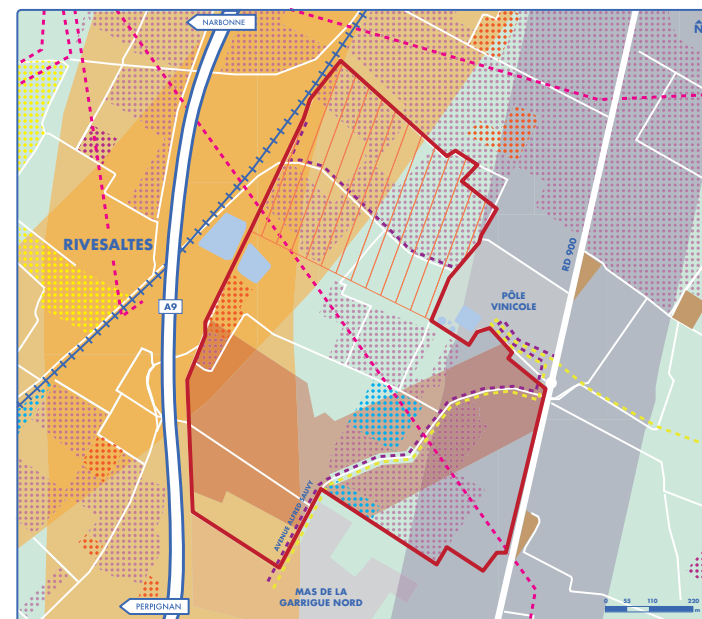 NARBONNE
N
RIVESALTES
RD 900
A9
PÔLE
VINICOLE
AVENUE ALFRED SAUVY
MAS DE LA
GARRIGUE NORD
PERPIGNAN
0 55 110 220
m